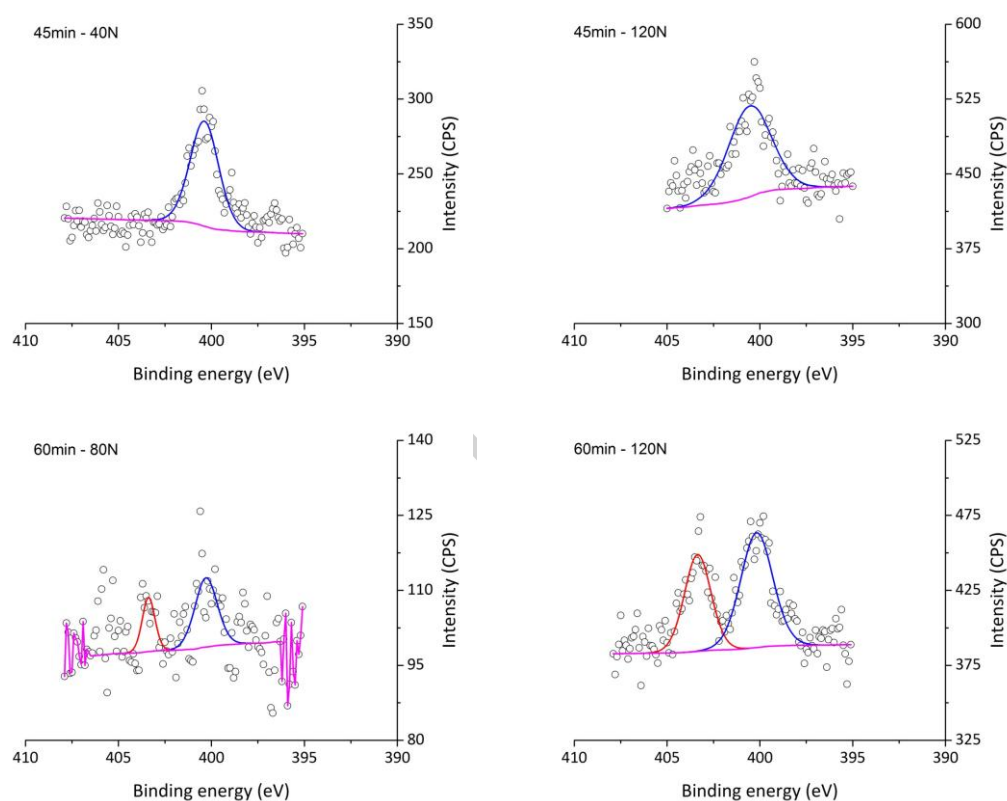 45min - 40N
350
300
250
200
150
Intensity (CPS)
410 405 400 395 390
Binding energy (eV)
45min - 120N
600
525
450
375
300
Intensity (CPS)
410 405 400 395 390
Binding energy (eV)
60min - 80N
140
125
110
95
80
Intensity (CPS)
410 405 400 395 390
Binding energy (eV)
60min - 120N
525
475
425
375
325
Intensity (CPS)
410 405 400 395 390
Binding energy (eV)